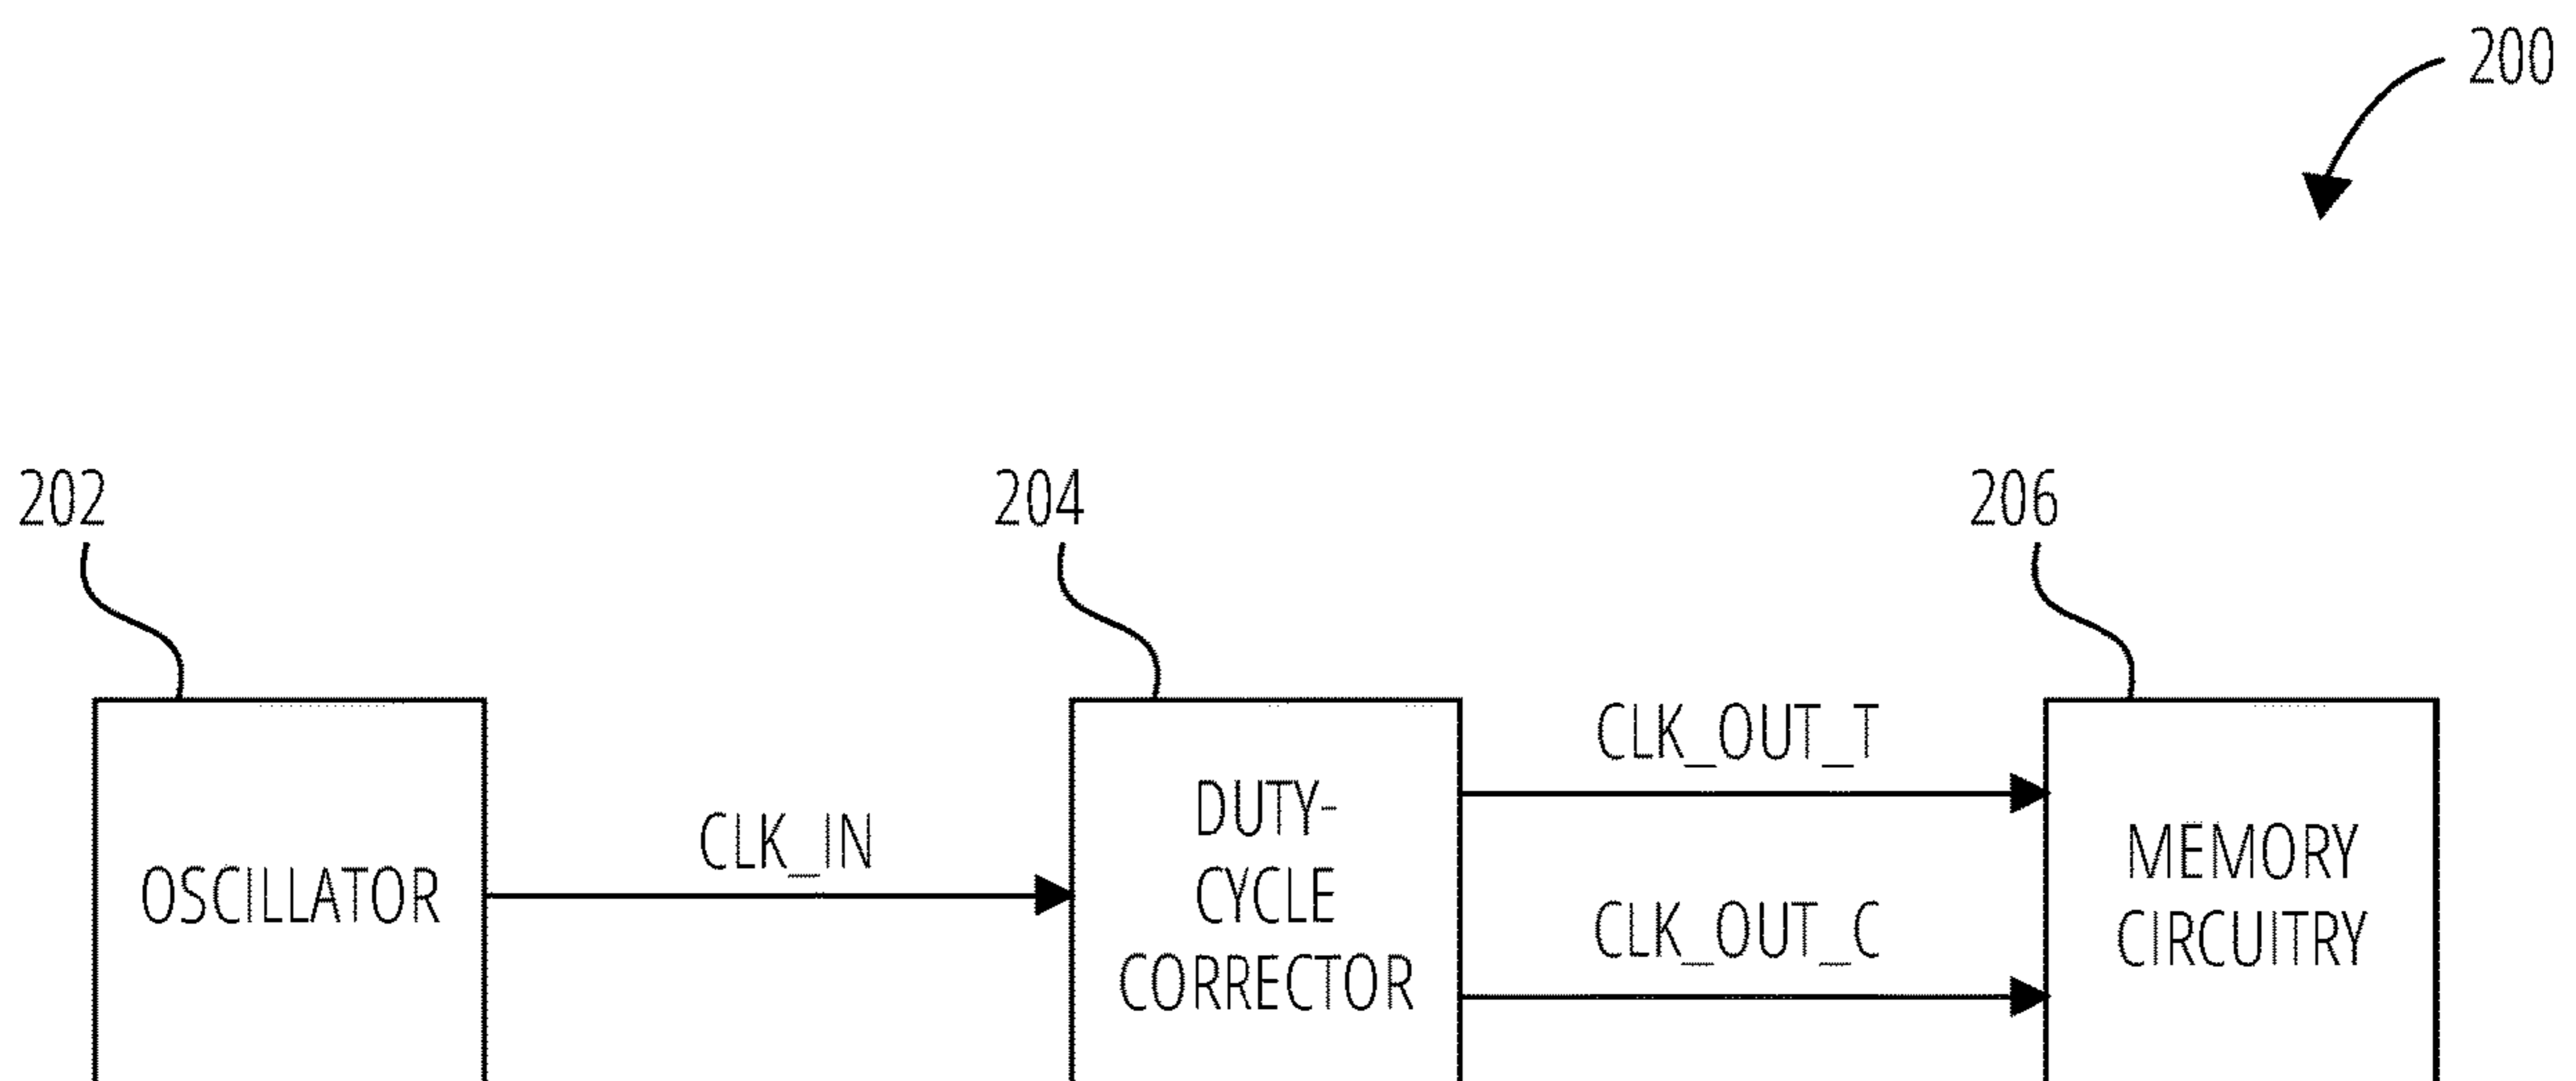 200
202
204
206
OSCILLATOR
CLK_IN
DUTY-
CYCLE
CORRECTOR
CLK_OUT_T
CLK_OUT_C
MEMORY
CIRCUITRY